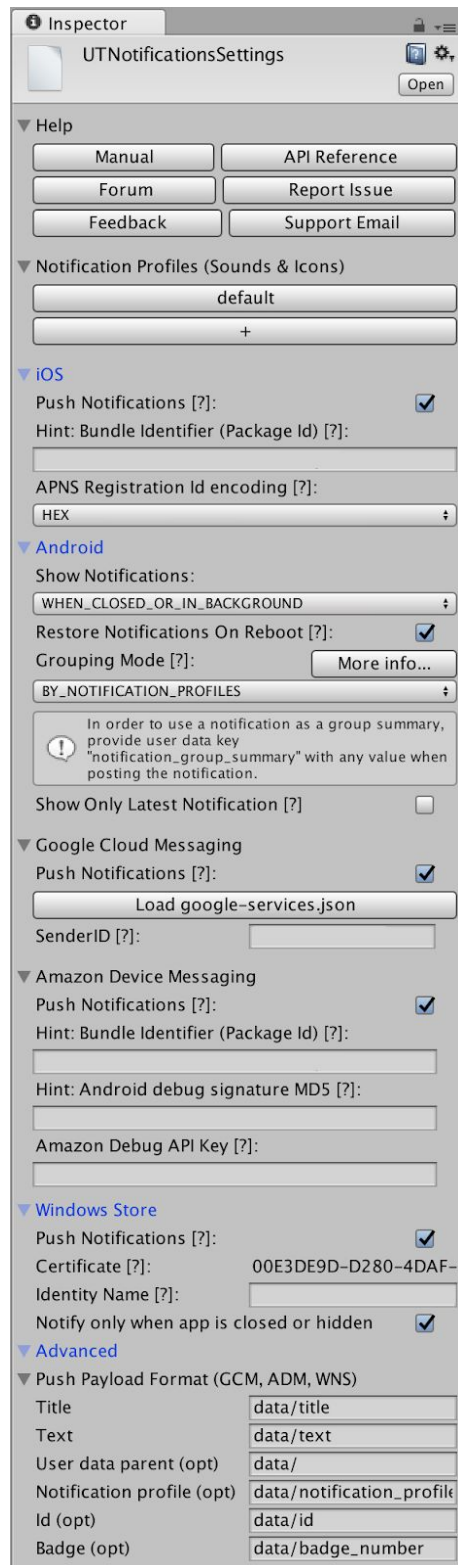 Inspector
UTNotificationsSettings
Open
Help
Manual API Reference
Forum Report Issue
Feedback Support Email
Notification Profiles (Sounds & Icons)
default
+
iOS
Push Notifications [?]:
Hint: Bundle Identifier (Package Id) [?]:
APNS Registration Id encoding [?]:
HEX
Android
Show Notifications:
WHEN_CLOSED_OR_IN_BACKGROUND
Restore Notifications On Reboot [?]:
Grouping Mode [?]: More info...
BY_NOTIFICATION_PROFILES
In order to use a notification as a group summary,
provide user data key
"notification_group_summary" with any value when
posting the notification.
Show Only Latest Notification [?]
Google Cloud Messaging
Push Notifications [?]:
Load google-services.json
SenderID [?]:
Amazon Device Messaging
Push Notifications [?]:
Hint: Bundle Identifier (Package Id) [?]:
Hint: Android debug signature MD5 [?]:
Amazon Debug API Key [?]:
Windows Store
Push Notifications [?]:
Certificate [?]: 00E3DE9D-D280-4DAF-
Identity Name [?]:
Notify only when app is closed or hidden
Advanced
Push Payload Format (GCM, ADM, WNS)
Title data/title
Text data/text
User data parent (opt) data/
Notification profile (opt) data/notification_profile
Id (opt) data/id
Badge (opt) data/badge_number